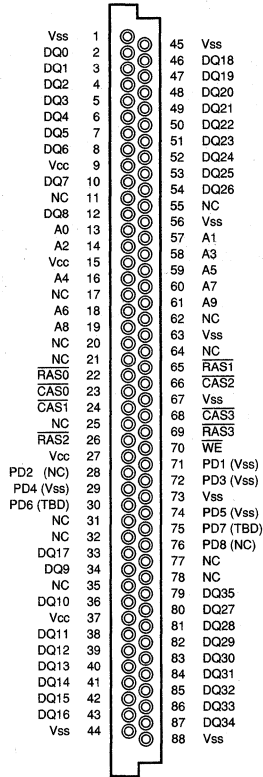 Vss 1
DQ0 2
DQ1 3
DQ2 4
DQ3 5
DQ4 6
DQ5 7
DQ6 8
Vcc 9
DQ7 10
NC 11
DQ8 12
A0 13
A2 14
Vcc 15
A4 16
NC 17
A6 18
A8 19
NC 20
NC 21
RAS0 22
CAS0 23
CAS1 24
NC 25
RAS2 26
Vcc 27
PD2 (NC) 28
PD4 (Vss) 29
PD6 (TBD) 30
NC 31
NC 32
DQ17 33
DQ9 34
NC 35
DQ10 36
Vcc 37
DQ11 38
DQ12 39
DQ13 40
DQ14 41
DQ15 42
DQ16 43
Vss 44
45 Vss
46 DQ18
47 DQ19
48 DQ20
49 DQ21
50 DQ22
51 DQ23
52 DQ24
53 DQ25
54 DQ26
55 NC
56 Vss
57 A1
58 A3
59 A5
60 A7
61 A9
62 NC
63 Vss
64 NC
65 RAS1
66 CAS2
67 Vss
68 CAS3
69 RAS3
70 WE
71 PD1 (Vss)
72 PD3 (Vss)
73 Vss
74 PD5 (Vss)
75 PD7 (TBD)
76 PD8 (NC)
77 NC
78 NC
79 DQ35
80 DQ27
81 DQ28
82 DQ29
83 DQ30
84 DQ31
85 DQ32
86 DQ33
87 DQ34
88 Vss